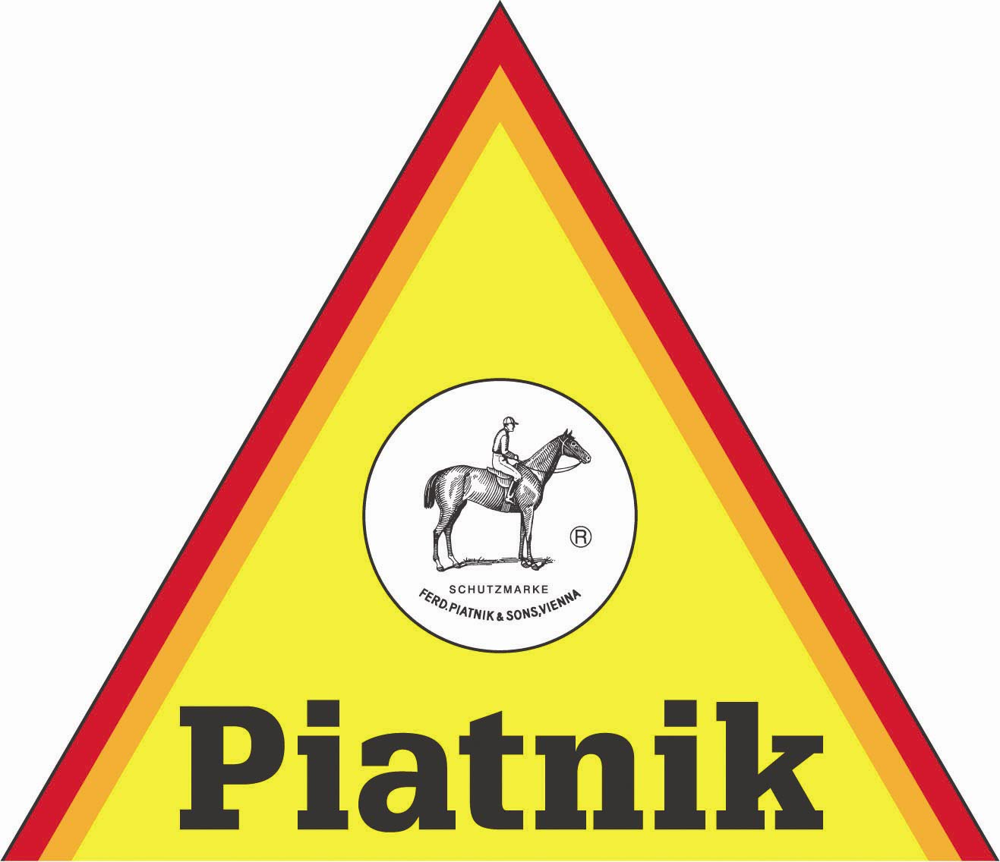 ®
SCHUTZMARKE
FERD. PIATNIK & SONS, VIENNA
Piatnik